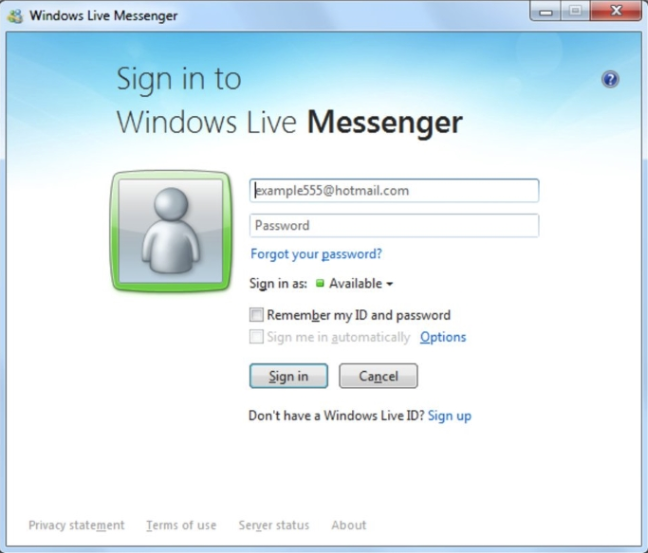 Windows Live Messenger
Sign in to
Windows Live Messenger
example555@hotmail.com
Password
Forgot your password?
Sign in as: Available
Remember my ID and password
Sign me in automatically Options
Sign in Cancel
Don't have a Windows Live ID? Sign up
Privacy statement Terms of use Server status About